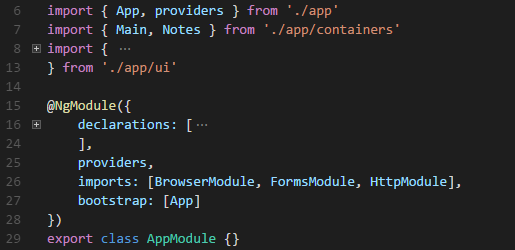 6 import { App, providers } from './app'
7 import { Main, Notes } from './app/containers'
8 import { ...
13 } from './app/ui'
14
15 @NgModule({
16 declarations: [...
24 ],
25 providers,
26 imports: [BrowserModule, FormsModule, HttpModule],
27 bootstrap: [App]
28 })
29 export class AppModule {}